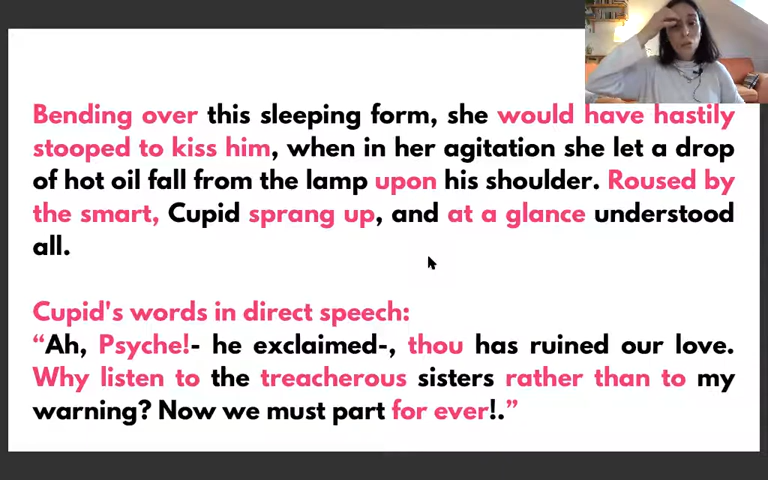 Bending over this sleeping form, she would have hastily
stooped to kiss him, when in her agitation she let a drop
of hot oil fall from the lamp upon his shoulder. Roused by
the smart, Cupid sprang up, and at a glance understood
all.
Cupid's words in direct speech:
“Ah, Psyche!- he exclaimed-, thou has ruined our love.
Why listen to the treacherous sisters rather than to my
warning? Now we must part for ever!.”